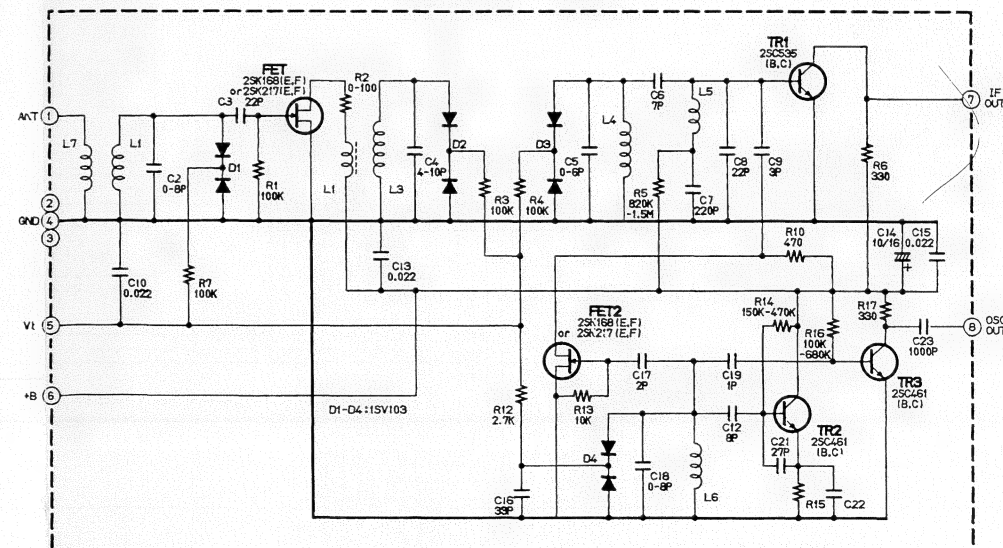 TR1
2SC535
(B,C)
FET
2SK168(E,F)
or 2SK217(E,F)
22P
C3
R2
0-100
ANT
1
L7
L1
C2
0-8P
D1
R1
100K
L1
L3
C4
4-10P
D2
R3
100K
R4
100K
D3
C5
0-6P
L4
C6
7P
L5
R5
820K
-1.5M
C7
220P
C8
22P
C9
3P
R6
330
7
IF
OUT
2
GND
4
3
C10
0.022
R7
100K
C13
0.022
R10
470
C14
10/16
+
C15
0.022
Vt
5
FET2
2SK168(E,F)
or
2SK217(E,F)
R14
150K-470K
R16
100K
-680K
R17
330
8
OSC
OUT
C23
1000P
+B
6
D1-D4:1SV103
R12
2.7K
R13
10K
C17
2P
C19
1P
TR3
2SC461
(B,C)
C12
8P
TR2
2SC461
(B,C)
C21
27P
D4
C16
33P
C18
0-8P
L6
R15
C22